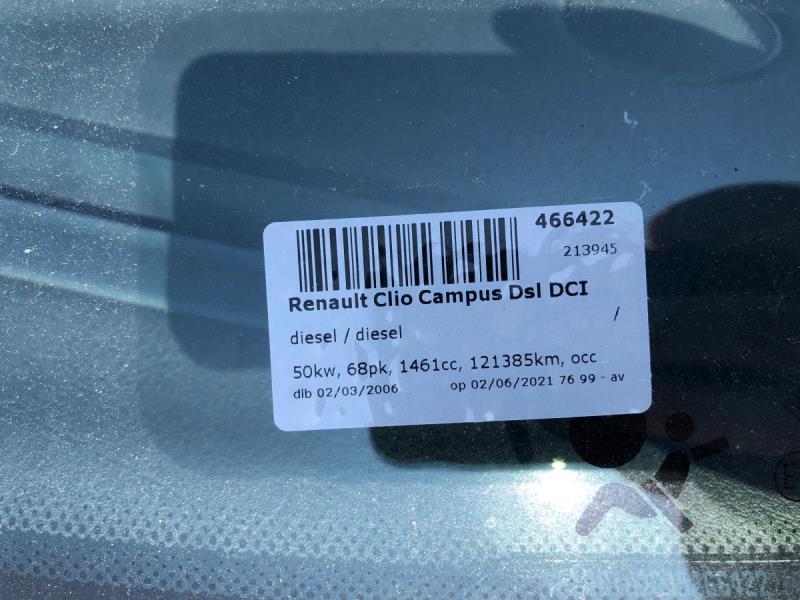 466422
213945
Renault Clio Campus Dsl DCI
/
diesel / diesel
50kw, 68pk, 1461cc, 121385km, occ
dlb 02/03/2006 op 02/06/2021 76 99 - av